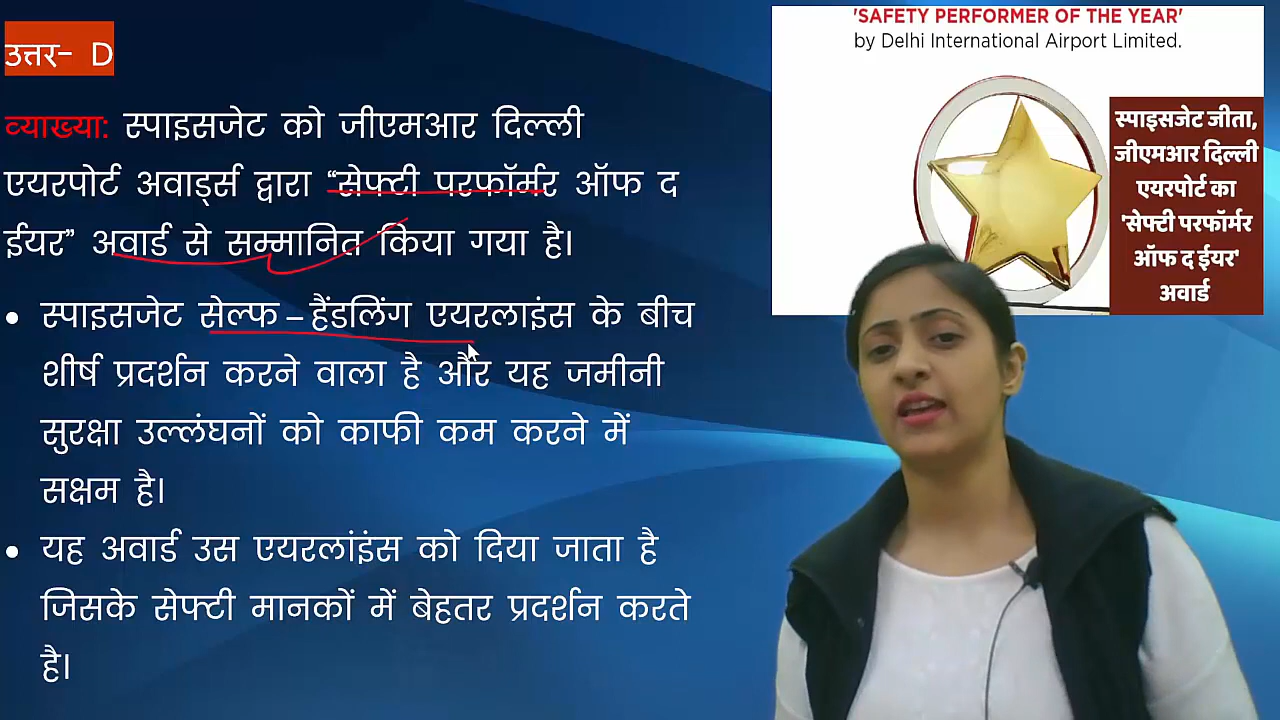 उत्तर- D
व्याख्या: स्पाइसजेट को जीएमआर दिल्ली
एयरपोर्ट अवार्ड्स द्वारा “सेफ्टी परफॉर्मर ऑफ द
ईयर” अवार्ड से सम्मानित किया गया है।
• स्पाइसजेट सेल्फ – हैंडलिंग एयरलाइंस के बीच
शीर्ष प्रदर्शन करने वाला है और यह जमीनी
सुरक्षा उल्लंघनों को काफी कम करने में
सक्षम है।
• यह अवार्ड उस एयरलांइंस को दिया जाता है
जिसके सेफ्टी मानकों में बेहतर प्रदर्शन करते
है।
'SAFETY PERFORMER OF THE YEAR'
by Delhi International Airport Limited.
स्पाइसजेट जीता,
जीएमआर दिल्ली
एयरपोर्ट का
'सेफ्टी परफॉर्मर
ऑफ द ईयर'
अवार्ड